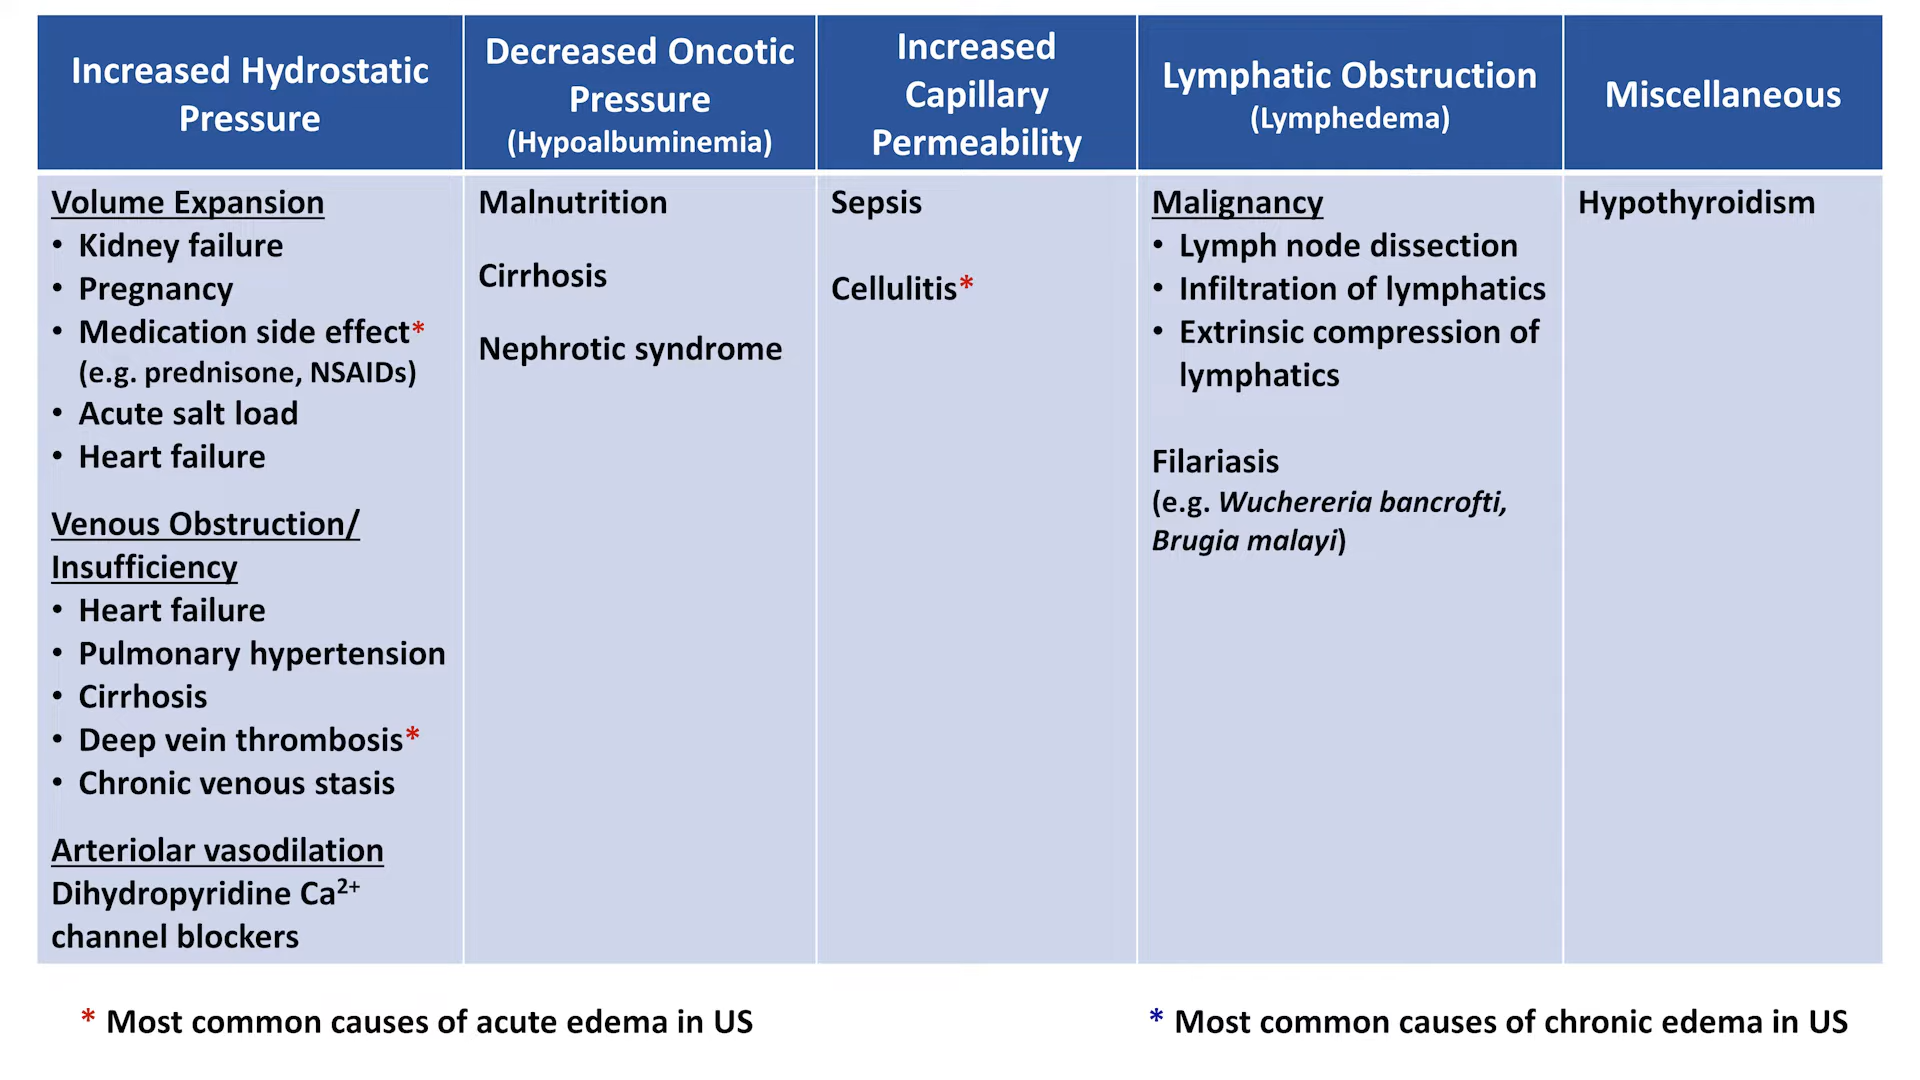 Increased Hydrostatic
Pressure
Decreased Oncotic
Pressure
(Hypoalbuminemia)
Increased
Capillary
Permeability
Lymphatic Obstruction
(Lymphedema)
Miscellaneous
Volume Expansion
• Kidney failure
• Pregnancy
• Medication side effect*
(e.g. prednisone, NSAIDs)
• Acute salt load
• Heart failure
Venous Obstruction/
Insufficiency
• Heart failure
• Pulmonary hypertension
• Cirrhosis
• Deep vein thrombosis*
• Chronic venous stasis
Arteriolar vasodilation
Dihydropyridine Ca²⁺
channel blockers
Malnutrition
Cirrhosis
Nephrotic syndrome
Sepsis
Cellulitis*
Malignancy
• Lymph node dissection
• Infiltration of lymphatics
• Extrinsic compression of
lymphatics
Filariasis
(e.g. Wuchereria bancrofti,
Brugia malayi)
Hypothyroidism
* Most common causes of acute edema in US
* Most common causes of chronic edema in US